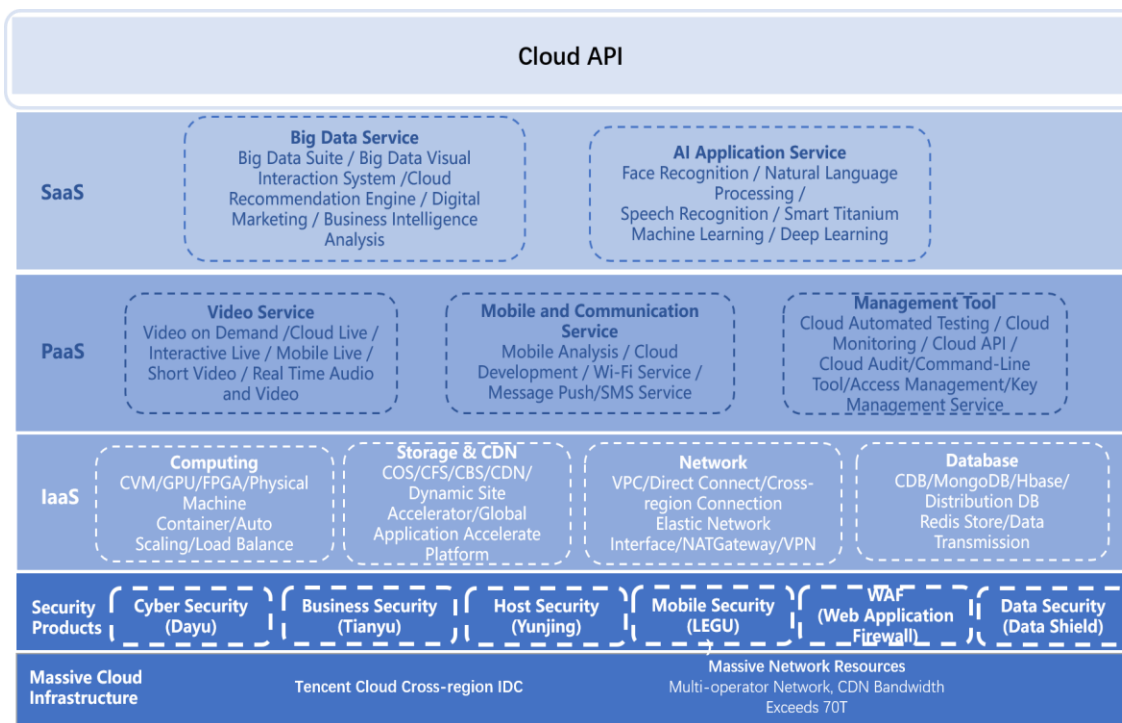 Cloud API
SaaS
Big Data Service
Big Data Suite / Big Data Visual
Interaction System /Cloud
Recommendation Engine / Digital
Marketing / Business Intelligence
Analysis
AI Application Service
Face Recognition / Natural Language
Processing /
Speech Recognition / Smart Titanium
Machine Learning / Deep Learning
PaaS
Video Service
Video on Demand /Cloud Live /
Interactive Live / Mobile Live /
Short Video / Real Time Audio
and Video
Mobile and Communication
Service
Mobile Analysis / Cloud
Development / Wi-Fi Service /
Message Push/SMS Service
Management Tool
Cloud Automated Testing / Cloud
Monitoring / Cloud API /
Cloud Audit/Command-Line
Tool/Access Management/Key
Management Service
IaaS
Computing
CVM/GPU/FPGA/Physical
Machine
Container/Auto
Scaling/Load Balance
Storage & CDN
COS/CFS/CBS/CDN/
Dynamic Site
Accelerator/Global
Application Accelerate
Platform
Network
VPC/Direct Connect/Cross-
region Connection
Elastic Network
Interface/NATGateway/VPN
Database
CDB/MongoDB/Hbase/
Distribution DB
Redis Store/Data
Transmission
Security
Products
Cyber Security
(Dayu)
Business Security
(Tianyu)
Host Security
(Yunjing)
Mobile Security
(LEGU)
WAF
(Web Application
Firewall)
Data Security
(Data Shield)
Massive Cloud
Infrastructure
Tencent Cloud Cross-region IDC
Massive Network Resources
Multi-operator Network, CDN Bandwidth
Exceeds 70T